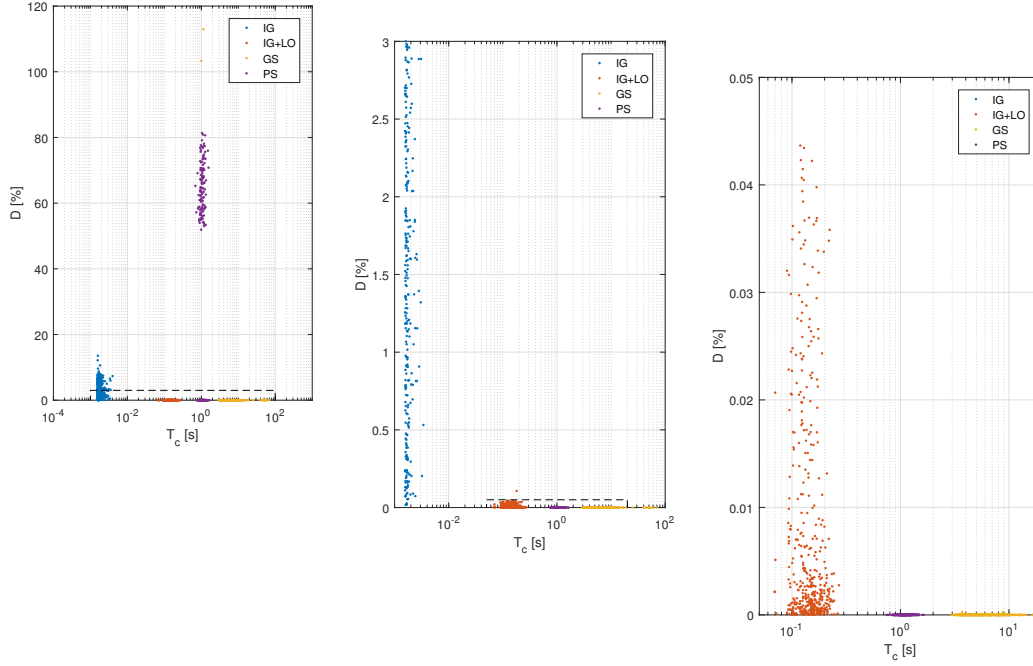 120
100
80
60
40
20
0
D [%]
10^-4
10^-2
10^0
10^2
T_c [s]
IG
IG+LO
GS
PS
3
2.5
2
1.5
1
0.5
0
D [%]
10^-2
10^0
10^2
T_c [s]
IG
IG+LO
GS
PS
0.05
0.04
0.03
0.02
0.01
0
D [%]
10^-1
10^0
10^1
T_c [s]
IG
IG+LO
GS
PS